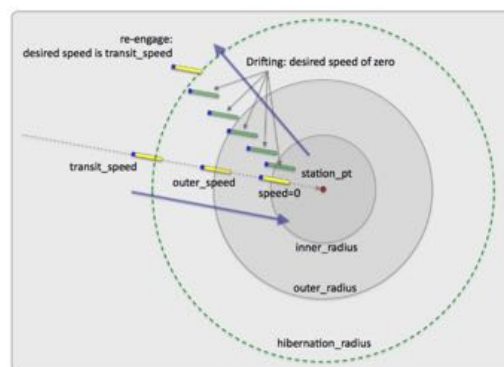 re-engage:
desired speed is transit_speed
Drifting: desired speed of zero
transit_speed
outer_speed
speed=0
station_pt
inner_radius
outer_radius
hibernation_radius